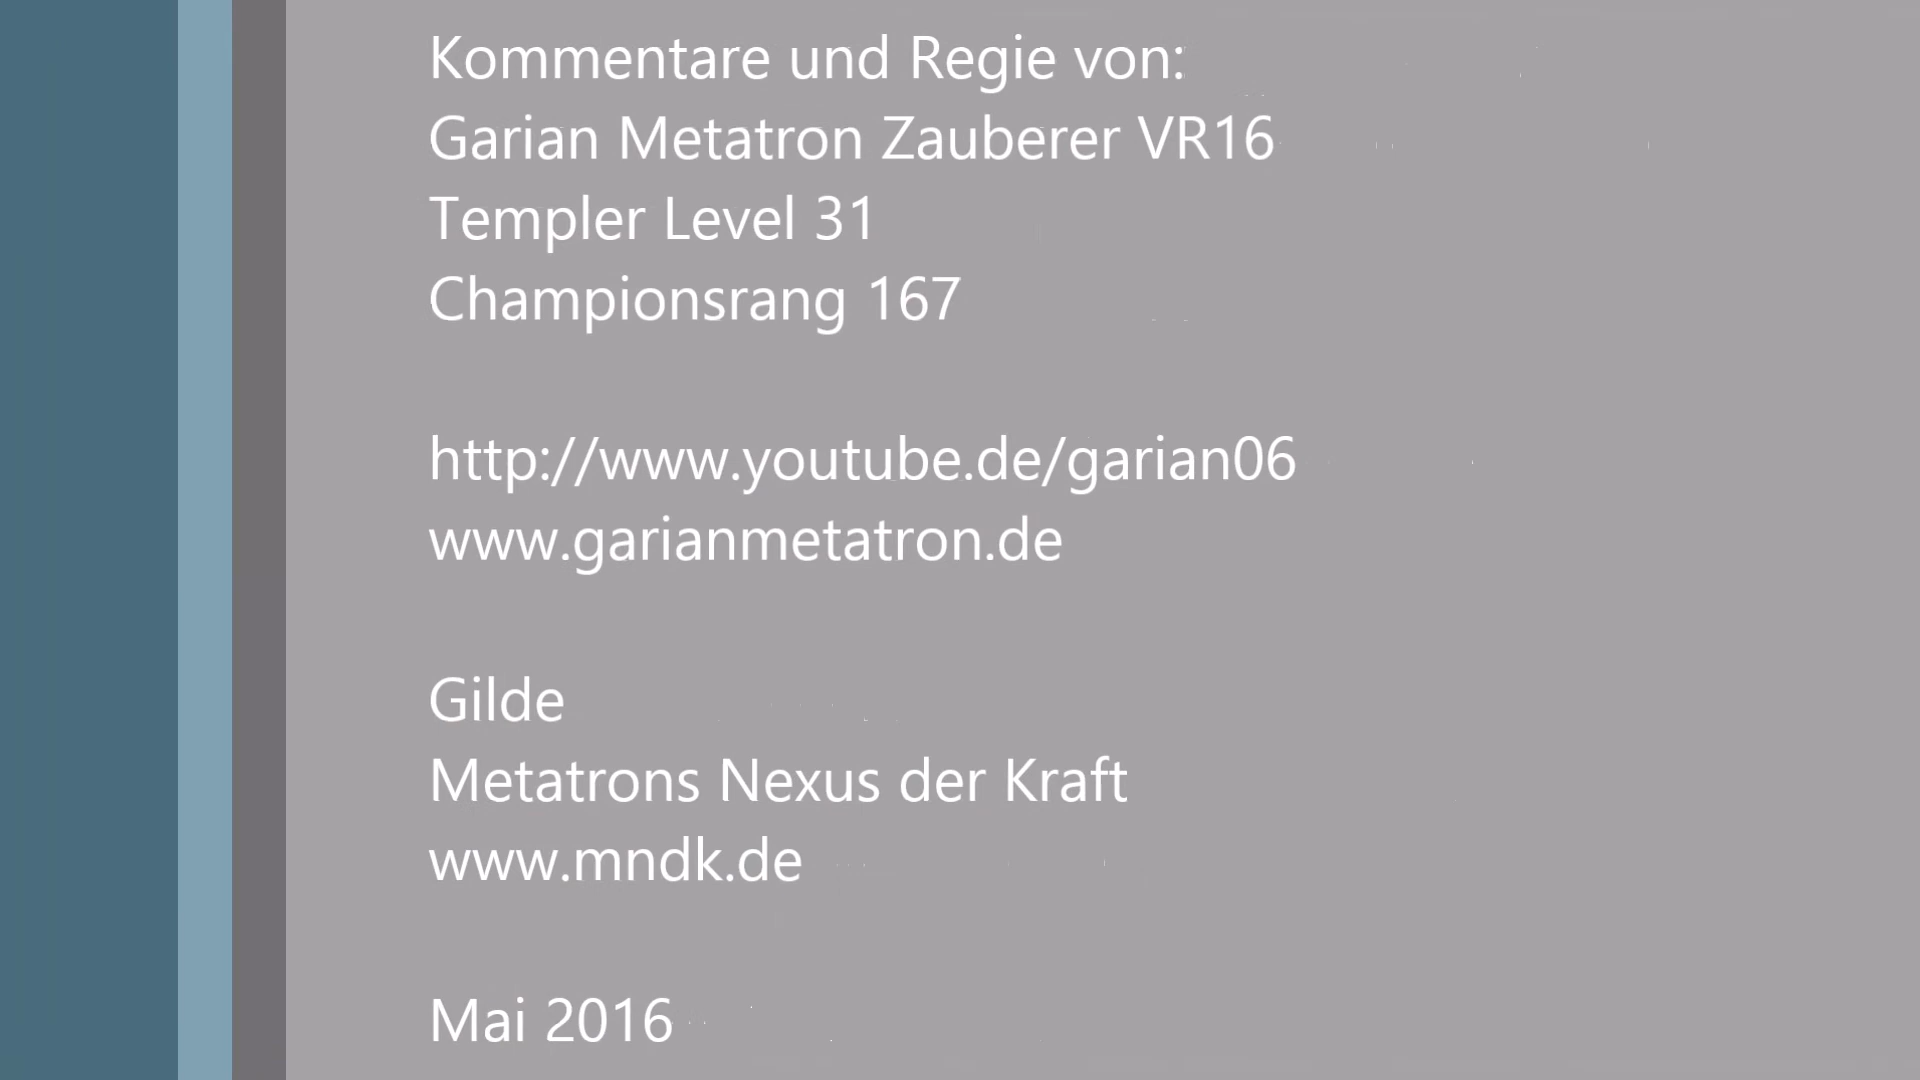 Kommentare und Regie von:
Garian Metatron Zauberer VR16
Templer Level 31
Championsrang 167
http://www.youtube.de/garian06
www.garianmetatron.de
Gilde
Metatrons Nexus der Kraft
www.mndk.de
Mai 2016